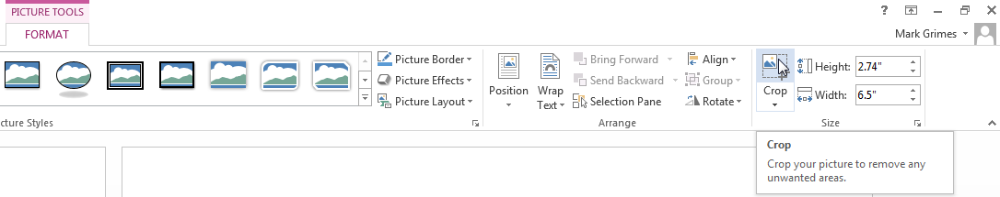 PICTURE TOOLS
?
FORMAT
Mark Grimes
Picture Border
Picture Effects
Picture Layout
Position
Wrap
Text
Bring Forward
Send Backward
Selection Pane
Align
Group
Rotate
Crop
Height: 2.74"
Width: 6.5"
cture Styles
Arrange
Size
Crop
Crop your picture to remove any
unwanted areas.